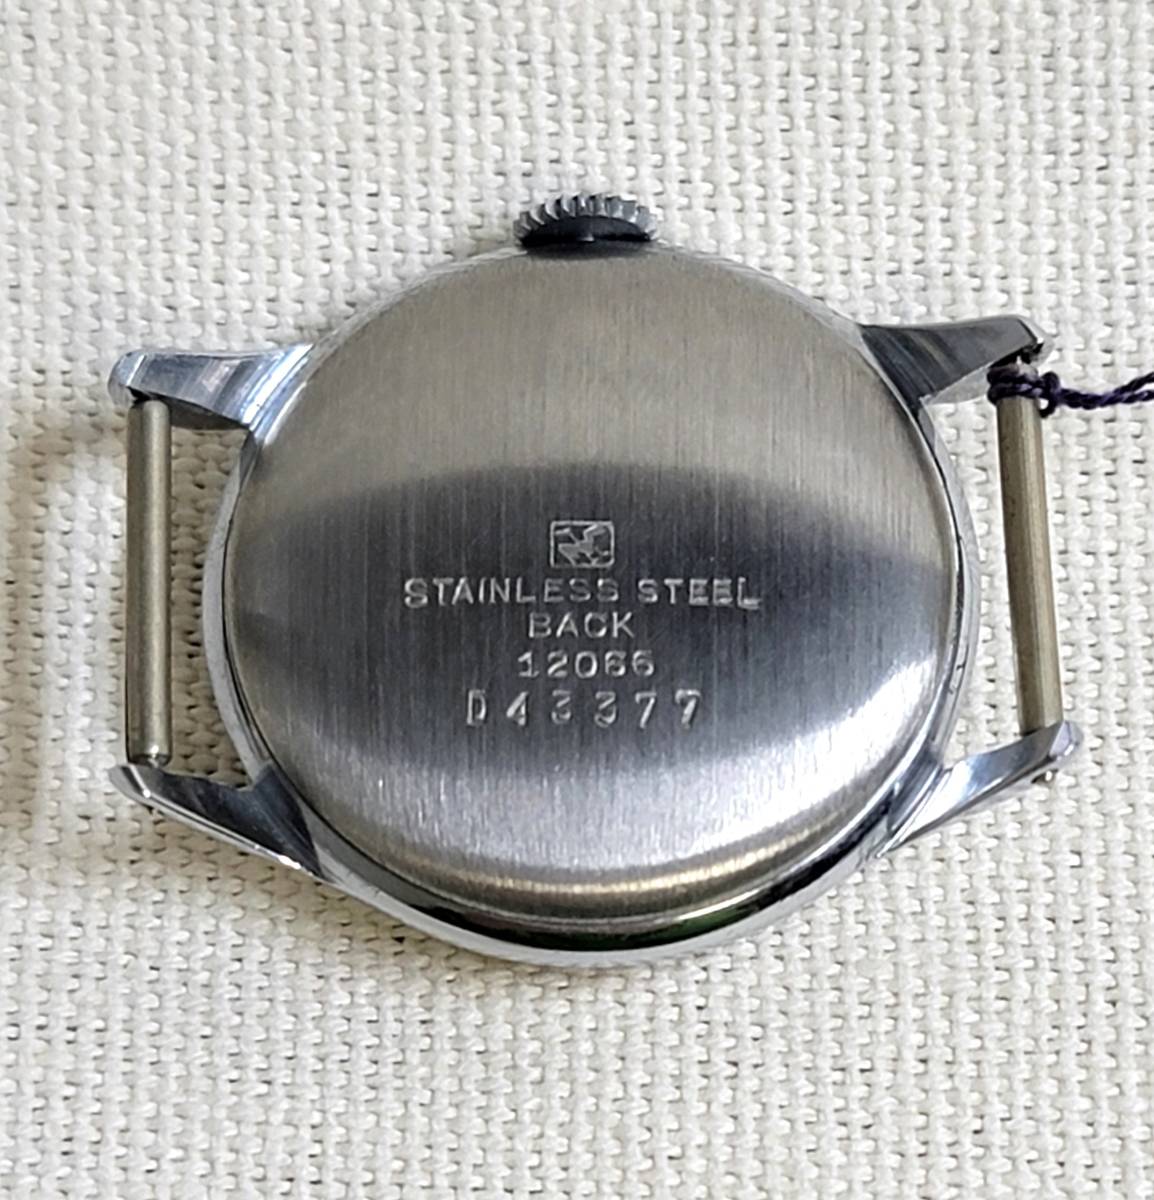 STAINLESS STEEL
BACK
12066
D43377